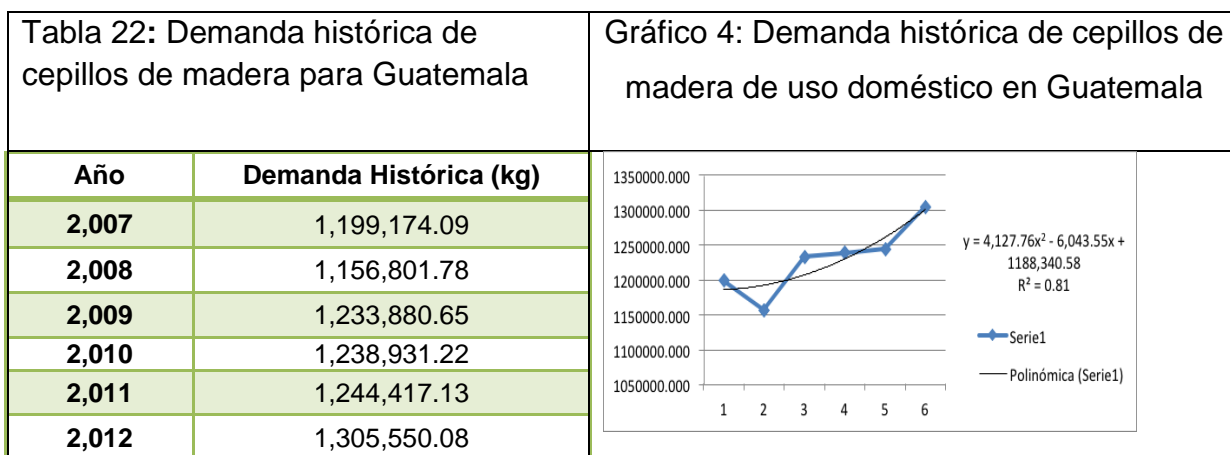 Tabla 22: Demanda histórica de
cepillos de madera para Guatemala
Gráfico 4: Demanda histórica de cepillos de
madera de uso doméstico en Guatemala
Año Demanda Histórica (kg)
2,007 1,199,174.09
2,008 1,156,801.78
2,009 1,233,880.65
2,010 1,238,931.22
2,011 1,244,417.13
2,012 1,305,550.08
1350000.000
1300000.000
1250000.000
1200000.000
1150000.000
1100000.000
1050000.000
1 2 3 4 5 6
y = 4,127.76x² - 6,043.55x +
1188,340.58
R² = 0.81
Serie1
Polinómica (Serie1)